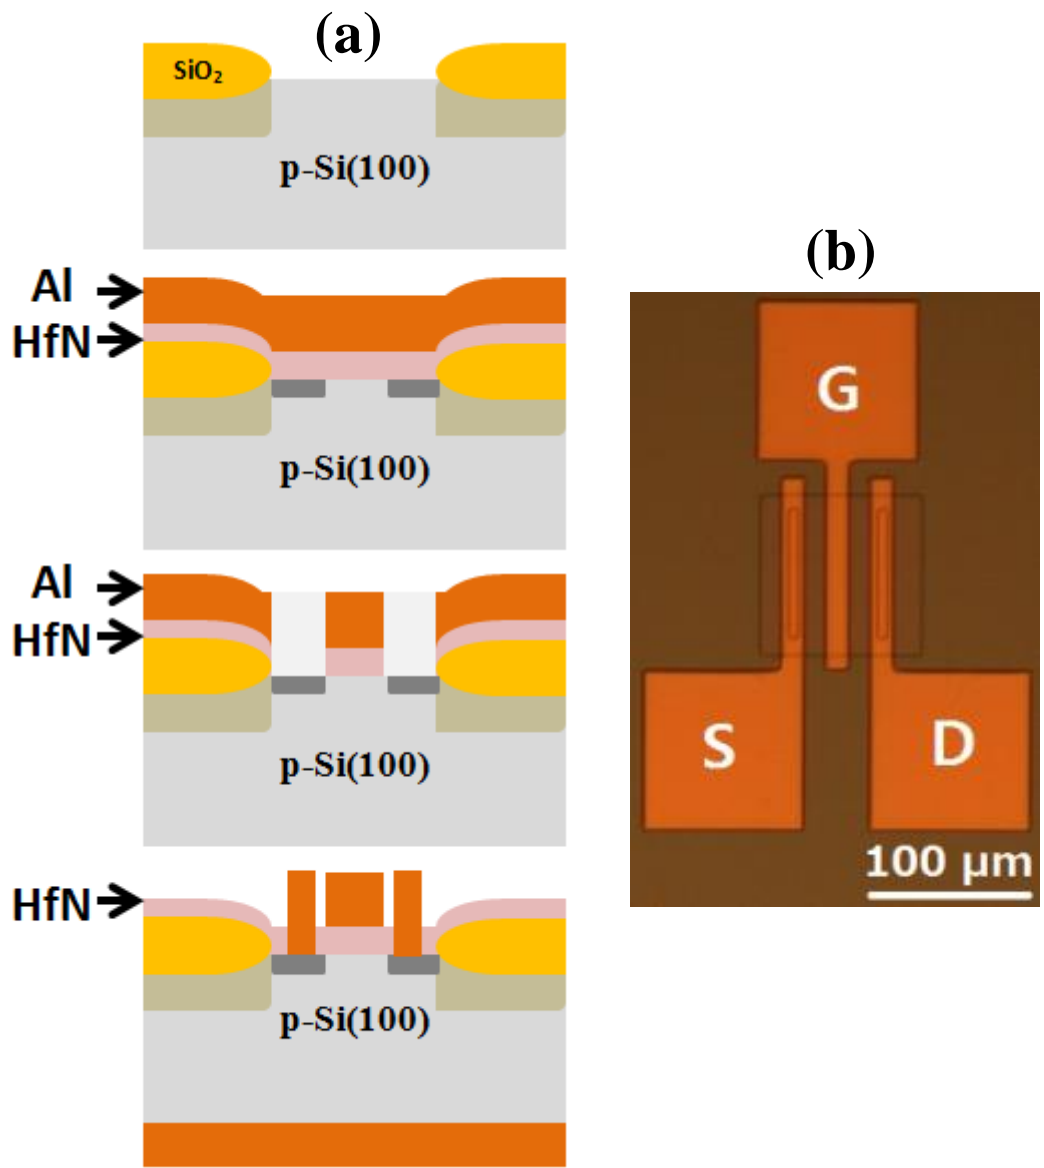 (a)
SiO₂
p-Si(100)
Al
HfN
p-Si(100)
Al
HfN
p-Si(100)
HfN
p-Si(100)
(b)
G
S
D
100 μm